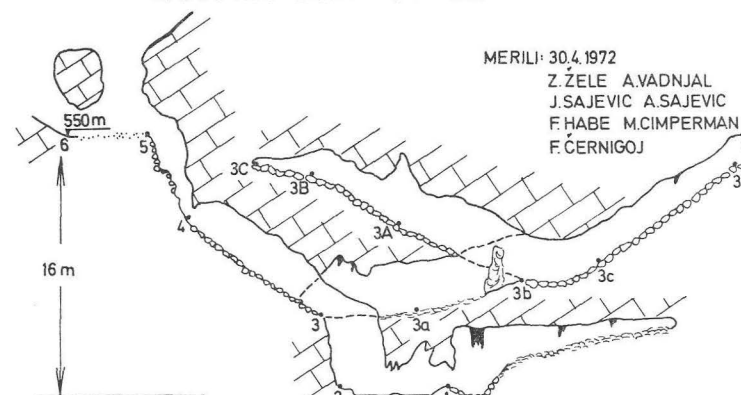 MERILI: 30.4.1972
Z. ŽELE A.VADNJAL
J.SAJEVIC A.SAJEVIC
F. HABE M.CIMPERMAN
F. ČERNIGOJ
550 m
6
5
3C
3B
4
3A
16 m
3b
3c
3
3a